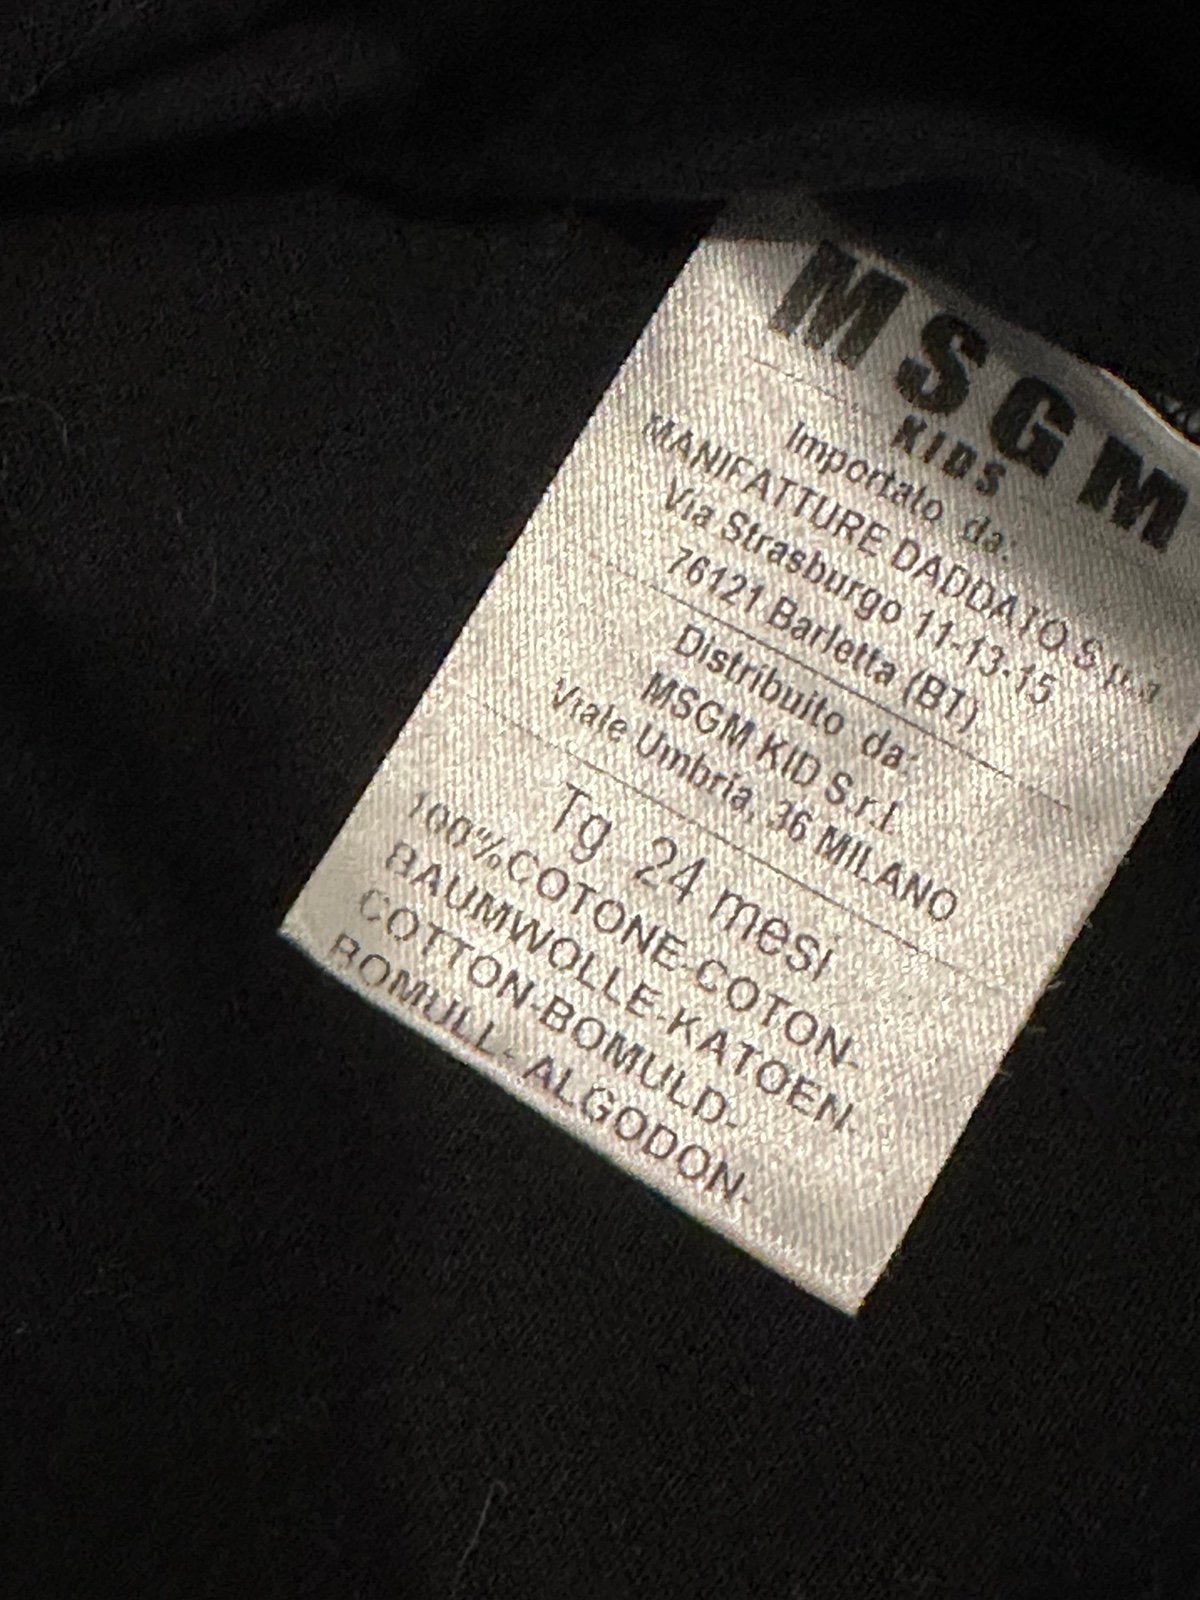 MSGM
KIDS
Importato da:
MANIFATTURE DADDATO S.p.a
Via Strasburgo 11-13-15
76121 Barletta (BT)
Distribuito da:
MSGM KID S.r.l.
Viale Umbria, 36 MILANO
Tg 24 mesi
100%COTONE-COTON-
BAUMWOLLE-KATOEN-
COTTON-BOMULD-
BOMULL- ALGODON-